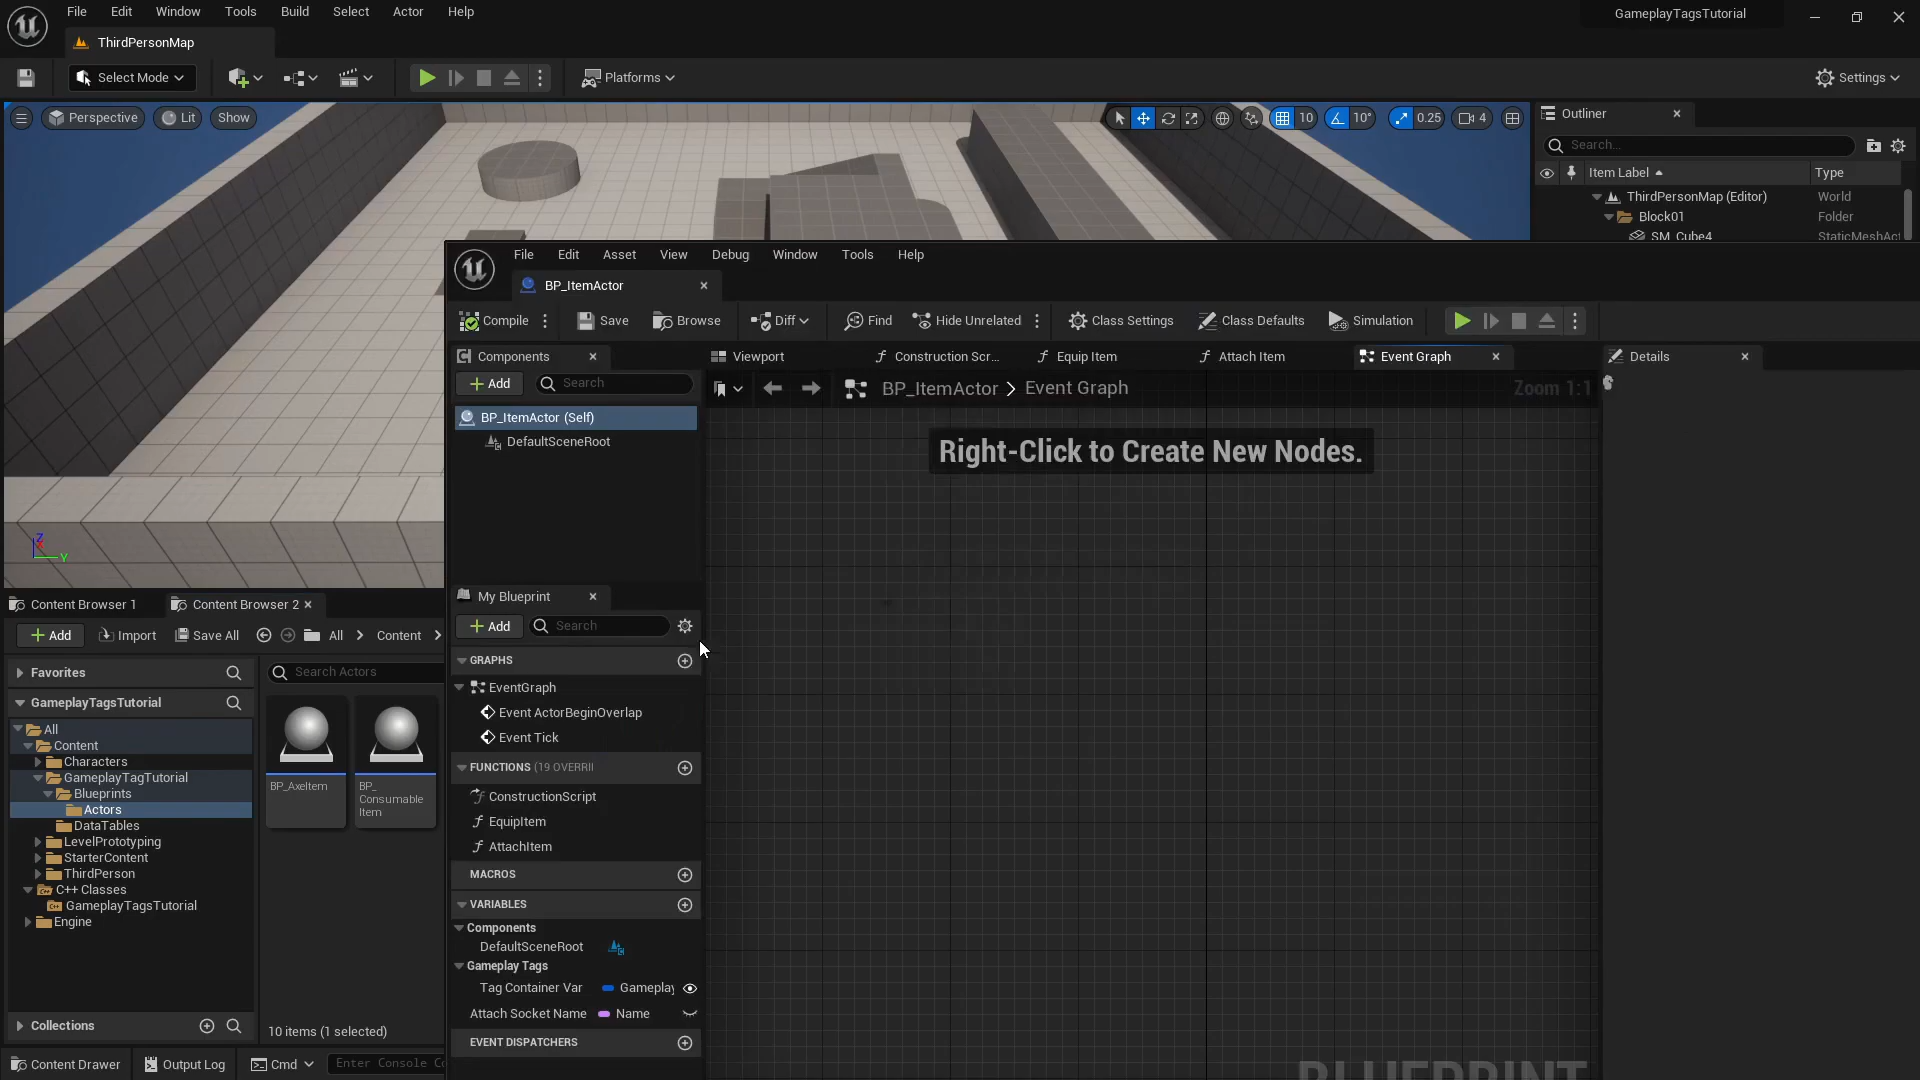 File Edit Window Tools Build Select Actor Help
GameplayTagsTutorial
ThirdPersonMap
Select Mode
Platforms
Settings
Perspective Lit Show
10 10° 0.25 4
Outliner
Search...
Item Label Type
ThirdPersonMap (Editor) World
Block01 Folder
SM_Cube4 StaticMeshAct
File Edit Asset View Debug Window Tools Help
BP_ItemActor
Compile Save Browse Diff Find Hide Unrelated Class Settings Class Defaults Simulation
Components
Viewport Construction Scr... Equip Item Attach Item Event Graph
Details
Add Search
BP_ItemActor > Event Graph
Zoom 1:1
BP_ItemActor (Self)
DefaultSceneRoot
Right-Click to Create New Nodes.
Z
Y
My Blueprint
Add Search
GRAPHS
EventGraph
Event ActorBeginOverlap
Event Tick
FUNCTIONS (19 OVERRI
ConstructionScript
EquipItem
AttachItem
MACROS
VARIABLES
Components
DefaultSceneRoot
Gameplay Tags
Tag Container Var Gameplay
Attach Socket Name Name
EVENT DISPATCHERS
BLUEPRINT
Content Browser 1 Content Browser 2
Add Import Save All All > Content >
Favorites
Search Actors
GameplayTagsTutorial
All
Content
Characters
GameplayTagTutorial
Blueprints
Actors
DataTables
LevelPrototyping
StarterContent
ThirdPerson
C++ Classes
GameplayTagsTutorial
Engine
BP_AxeItem
BP_
Consumable
Item
Collections
10 items (1 selected)
Content Drawer Output Log Cmd Enter Console Co